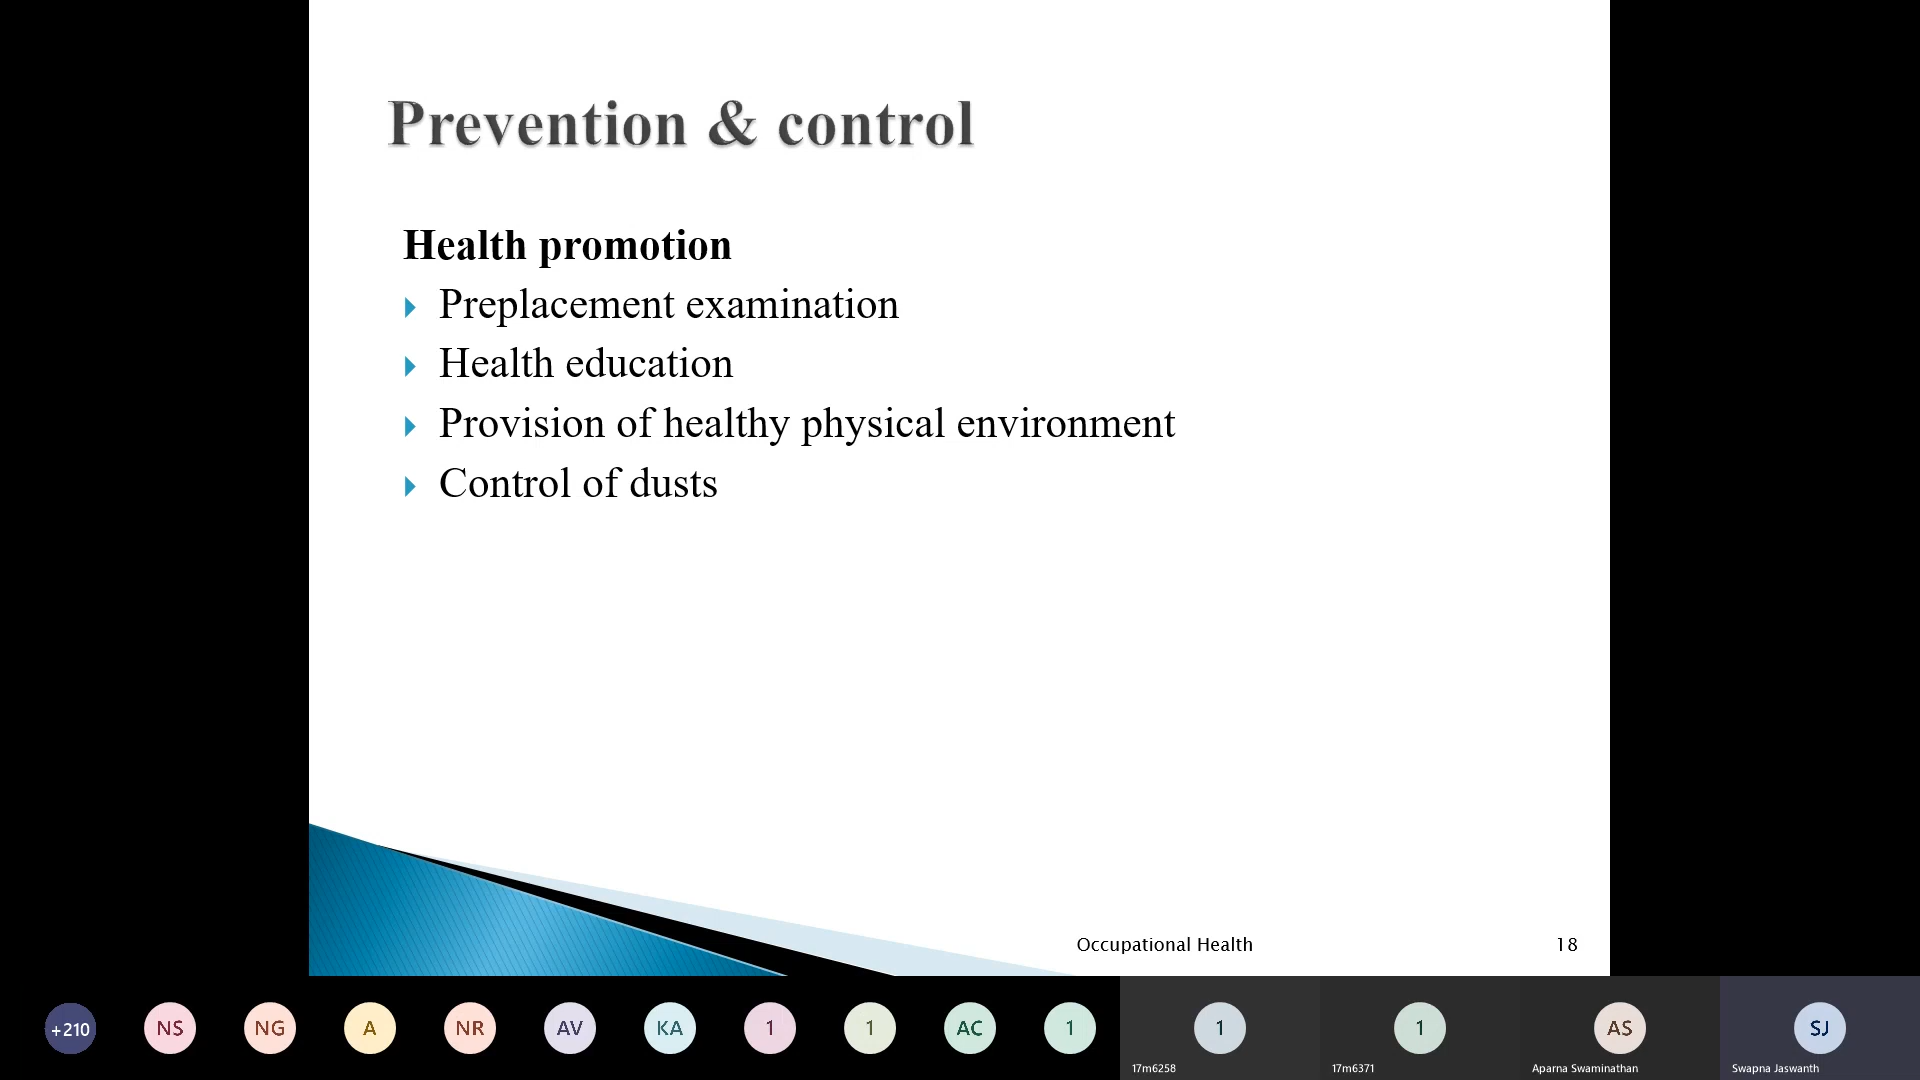 Prevention & control
Health promotion
Preplacement examination
Health education
Provision of healthy physical environment
Control of dusts
Occupational Health
18
+210
NS
NG
A
NR
AV
KA
1
1
AC
1
1
1
AS
SJ
17m6258
17m6371
Aparna Swaminathan
Swapna Jaswanth